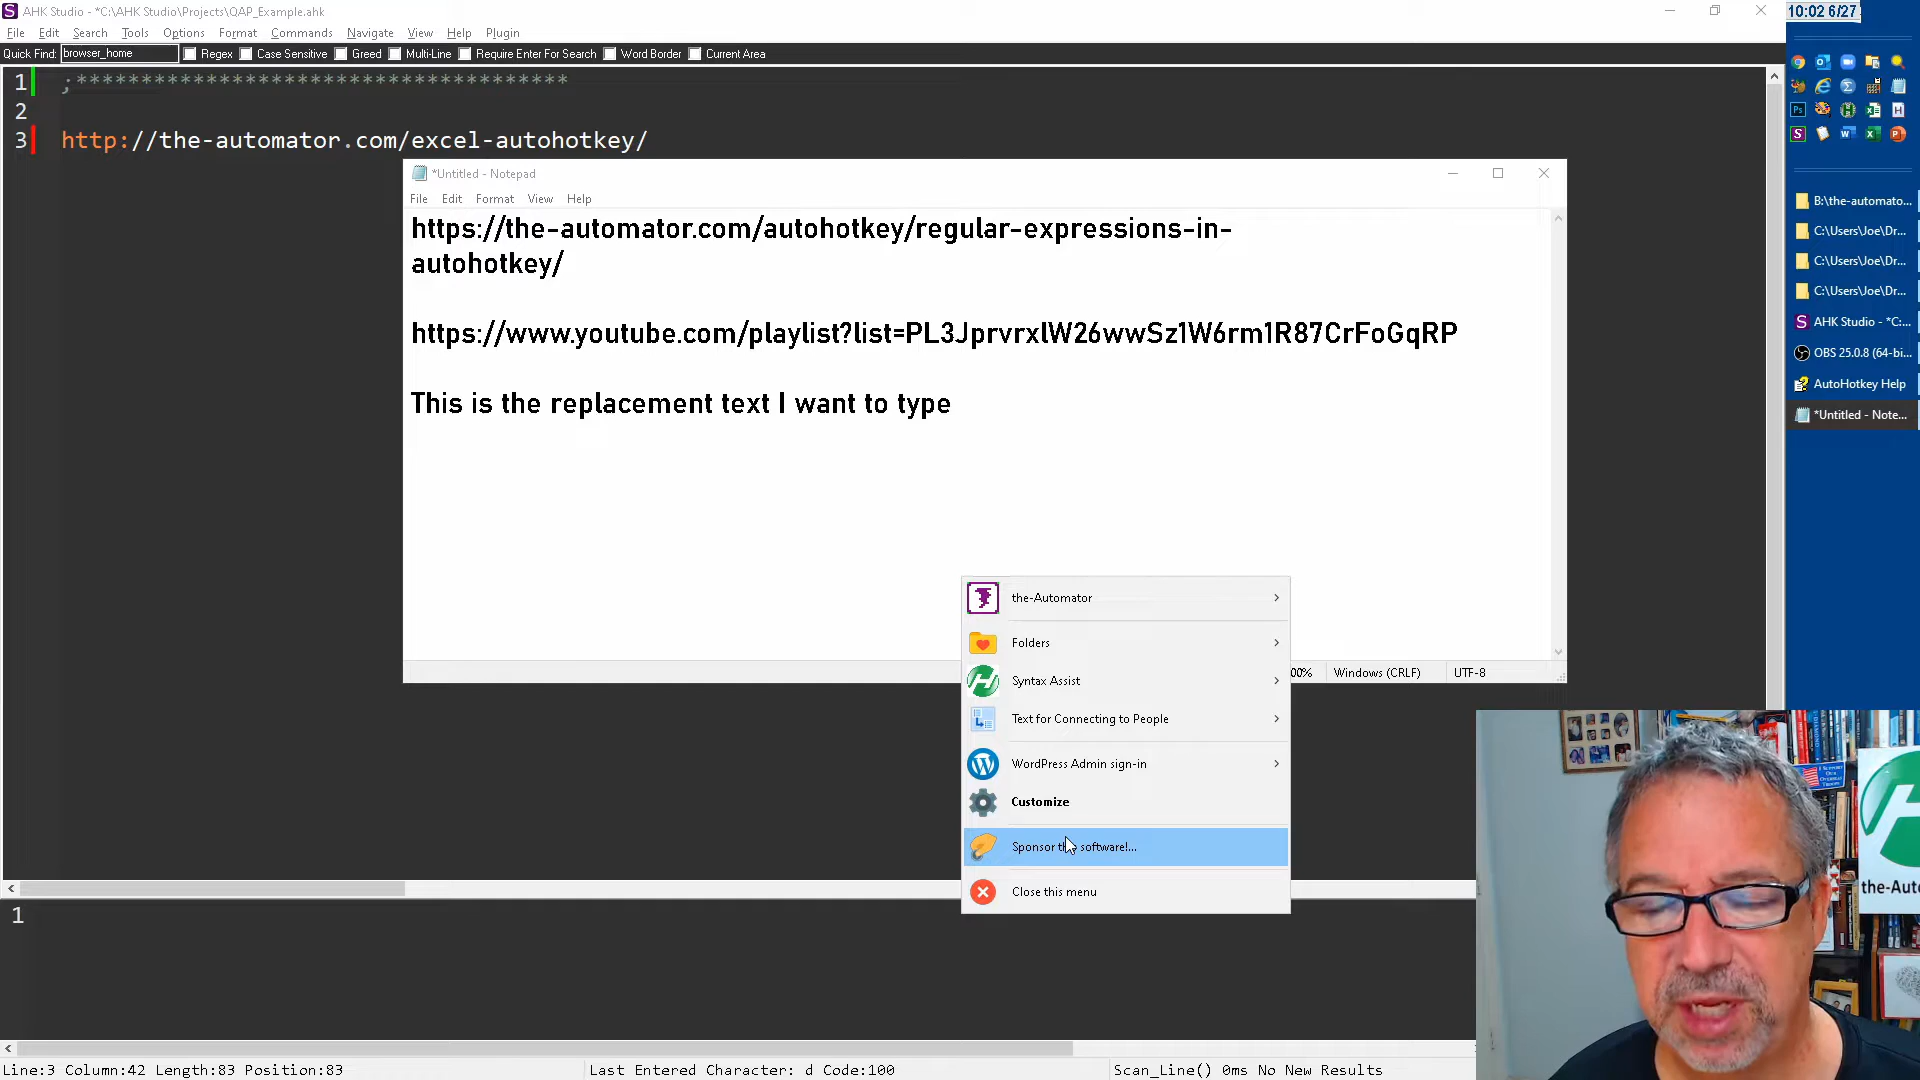 AHK Studio - *C:\AHK Studio\Projects\QAP_Example.ahk
File Edit Search Tools Options Format Commands Navigate View Help Plugin
Quick Find: browser_home Regex Case Sensitive Greed Multi-Line Require Enter For Search Word Border Current Area
1 ;**************************************
2
3 http://the-automator.com/excel-autohotkey/
*Untitled - Notepad
File Edit Format View Help
https://the-automator.com/autohotkey/regular-expressions-in-
autohotkey/
https://www.youtube.com/playlist?list=PL3JprvrxlW26wwSz1W6rm1R87CrFoGqRP
This is the replacement text I want to type
00% Windows (CRLF) UTF-8
the-Automator
Folders
Syntax Assist
Text for Connecting to People
WordPress Admin sign-in
Customize
Sponsor software!...
Close this menu
1
Line:3 Column:42 Length:83 Position:83 Last Entered Character: d Code:100 Scan_Line() 0ms No New Results
10:02 6/27
B:\the-automato...
C:\Users\Joe\Dr...
C:\Users\Joe\Dr...
C:\Users\Joe\Dr...
AHK Studio - *C:...
OBS 25.0.8 (64-bi...
AutoHotkey Help
*Untitled - Note...
the-Auto